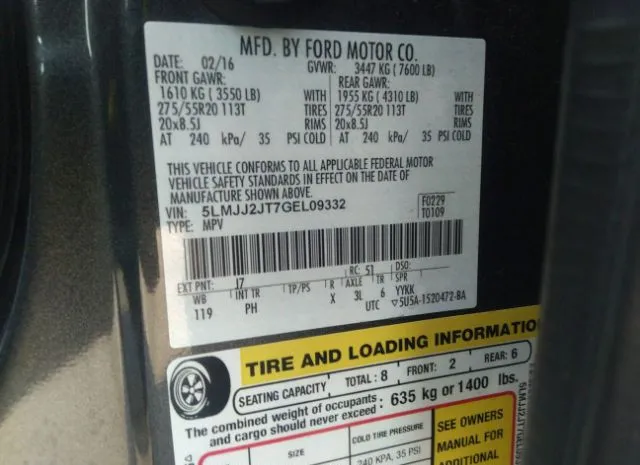 MFD. BY FORD MOTOR CO.
DATE: 02/16 GVWR: 3447 KG ( 7600 LB)
FRONT GAWR: REAR GAWR:
1610 KG ( 3550 LB) WITH 1955 KG ( 4310 LB) WITH
275/55R20 113T TIRES 275/55R20 113T TIRES
20x8.5J RIMS 20x8.5J RIMS
AT 240 kPa/ 35 PSI COLD AT 240 kPa/ 35 PSI COLD
THIS VEHICLE CONFORMS TO ALL APPLICABLE FEDERAL MOTOR
VEHICLE SAFETY STANDARDS IN EFFECT ON THE DATE OF
MANUFACTURE SHOWN ABOVE.
VIN: 5LMJJ2JT7GEL09332 F0229
TYPE: MPV T0109
EXT PNT: J7 RC: 51 DSO:
WB INT TR TP/PS R AXLE TR SPR
119 PH X 3L 6 YYKK
UTC ▽5U5A-1520472-BA
TIRE AND LOADING INFORMATION
SEATING CAPACITY TOTAL: 8 FRONT: 2 REAR: 6
The combined weight of occupants
and cargo should never exceed: 635 kg or 1400 lbs.
SIZE COLD TIRE PRESSURE
240 KPA, 35 PSI
SEE OWNERS
MANUAL FOR
ADDITIONAL